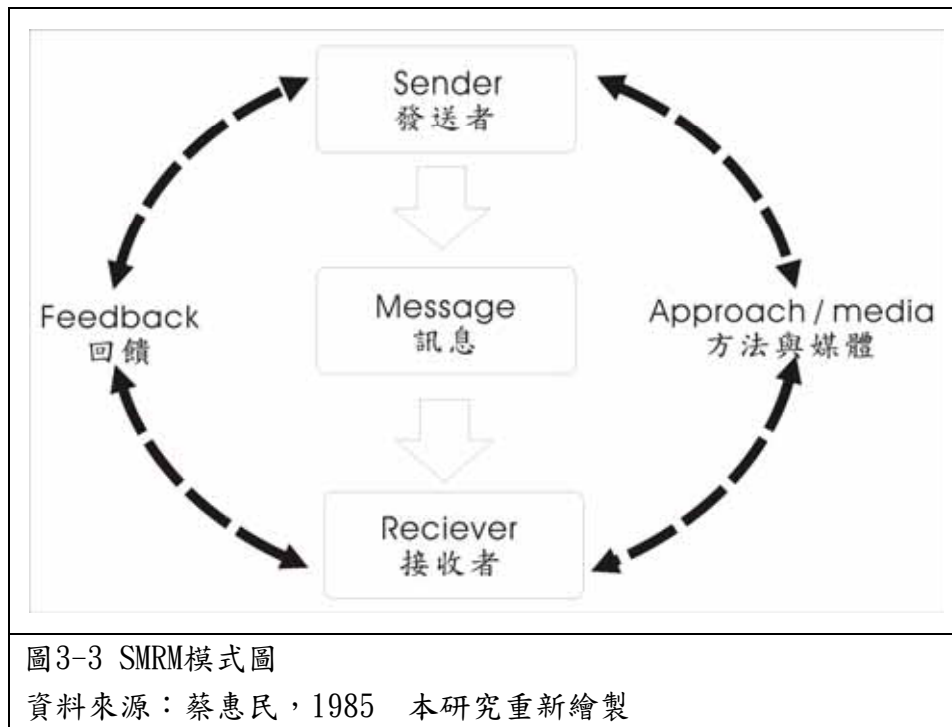 Sender
發送者
Message
訊息
Feedback
回饋
Approach / media
方法與媒體
Reciever
接收者
圖3-3 SMRM模式圖
資料來源：蔡惠民，1985　本研究重新繪製